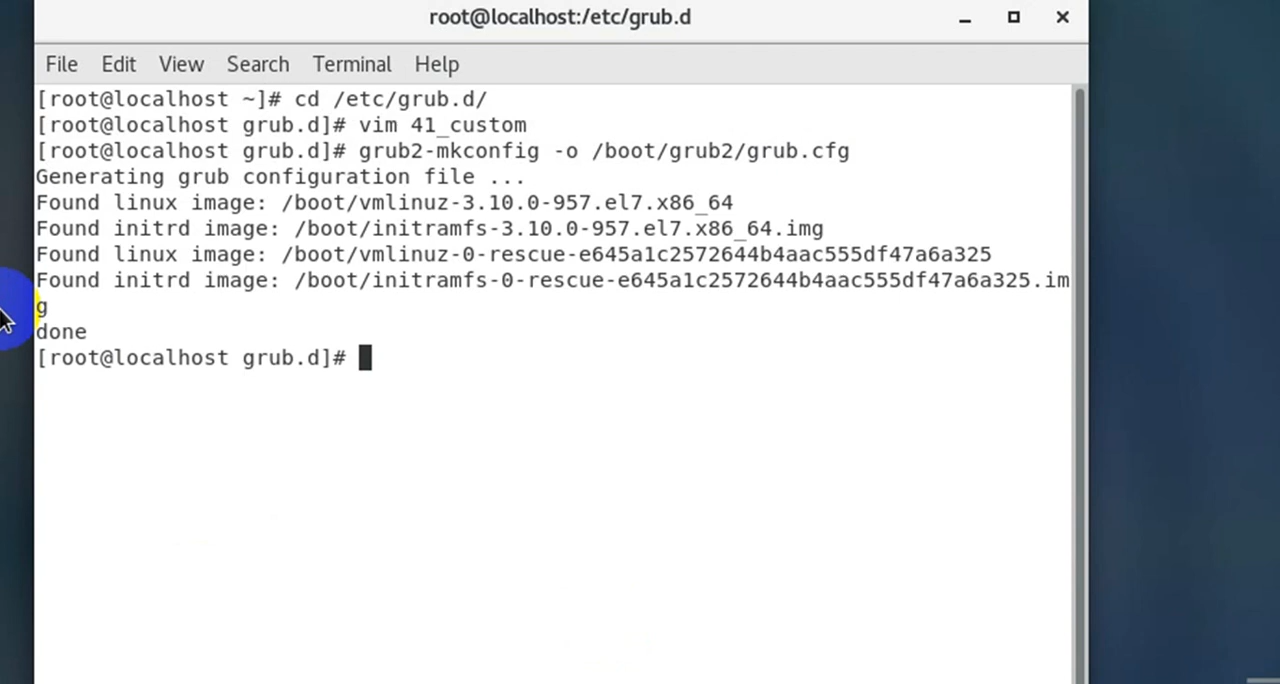 root@localhost:/etc/grub.d
File Edit View Search Terminal Help
[root@localhost ~]# cd /etc/grub.d/
[root@localhost grub.d]# vim 41_custom
[root@localhost grub.d]# grub2-mkconfig -o /boot/grub2/grub.cfg
Generating grub configuration file ...
Found linux image: /boot/vmlinuz-3.10.0-957.el7.x86_64
Found initrd image: /boot/initramfs-3.10.0-957.el7.x86_64.img
Found linux image: /boot/vmlinuz-0-rescue-e645a1c2572644b4aac555df47a6a325
Found initrd image: /boot/initramfs-0-rescue-e645a1c2572644b4aac555df47a6a325.im
g
done
[root@localhost grub.d]#